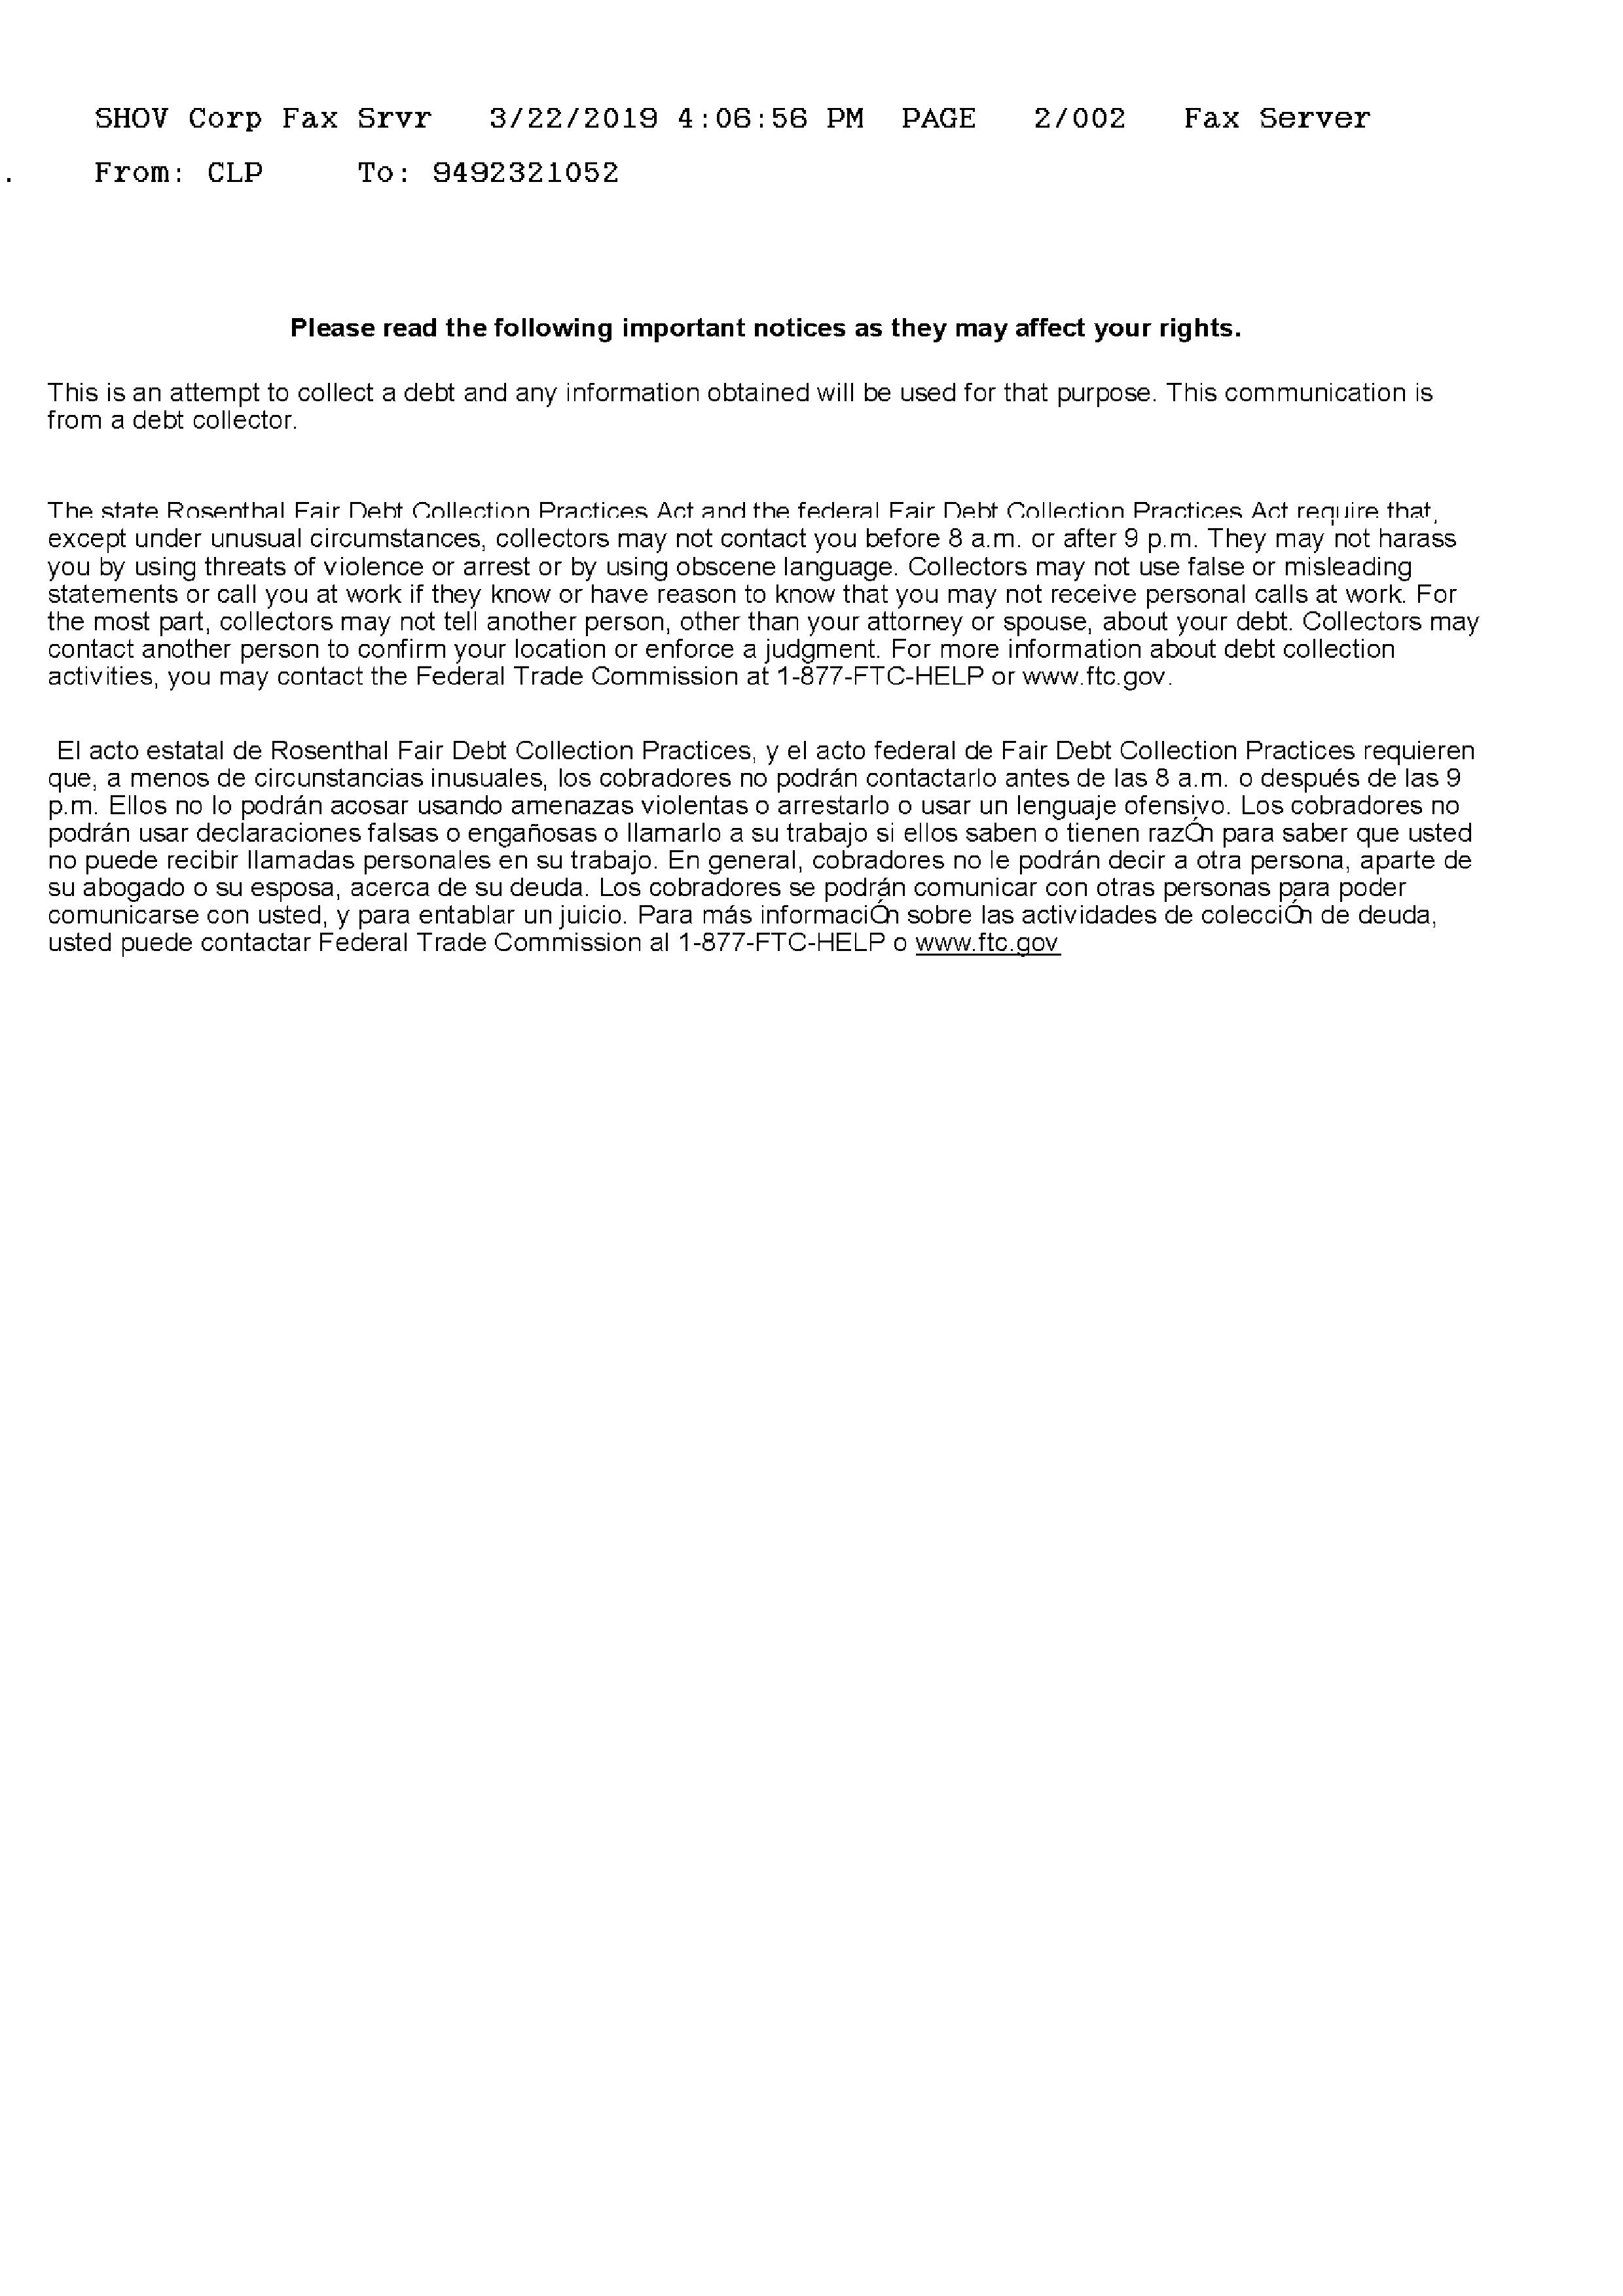 SHOV Corp Fax Srvr 3/22/2019 4:06:56 PM PAGE 2/002 Fax Server
. From: CLP To: 9492321052
Please read the following important notices as they may affect your rights.
This is an attempt to collect a debt and any information obtained will be used for that purpose. This communication is
from a debt collector.
The state Rosenthal Fair Debt Collection Practices Act and the federal Fair Debt Collection Practices Act require that,
except under unusual circumstances, collectors may not contact you before 8 a.m. or after 9 p.m. They may not harass
you by using threats of violence or arrest or by using obscene language. Collectors may not use false or misleading
statements or call you at work if they know or have reason to know that you may not receive personal calls at work. For
the most part, collectors may not tell another person, other than your attorney or spouse, about your debt. Collectors may
contact another person to confirm your location or enforce a judgment. For more information about debt collection
activities, you may contact the Federal Trade Commission at 1-877-FTC-HELP or www.ftc.gov.
El acto estatal de Rosenthal Fair Debt Collection Practices, y el acto federal de Fair Debt Collection Practices requieren
que, a menos de circunstancias inusuales, los cobradores no podrán contactarlo antes de las 8 a.m. o después de las 9
p.m. Ellos no lo podrán acosar usando amenazas violentas o arrestarlo o usar un lenguaje ofensivo. Los cobradores no
podrán usar declaraciones falsas o engañosas o llamarlo a su trabajo si ellos saben o tienen razÓn para saber que usted
no puede recibir llamadas personales en su trabajo. En general, cobradores no le podrán decir a otra persona, aparte de
su abogado o su esposa, acerca de su deuda. Los cobradores se podrán comunicar con otras personas para poder
comunicarse con usted, y para entablar un juicio. Para más informaciÓn sobre las actividades de colecciÓn de deuda,
usted puede contactar Federal Trade Commission al 1-877-FTC-HELP o www.ftc.gov